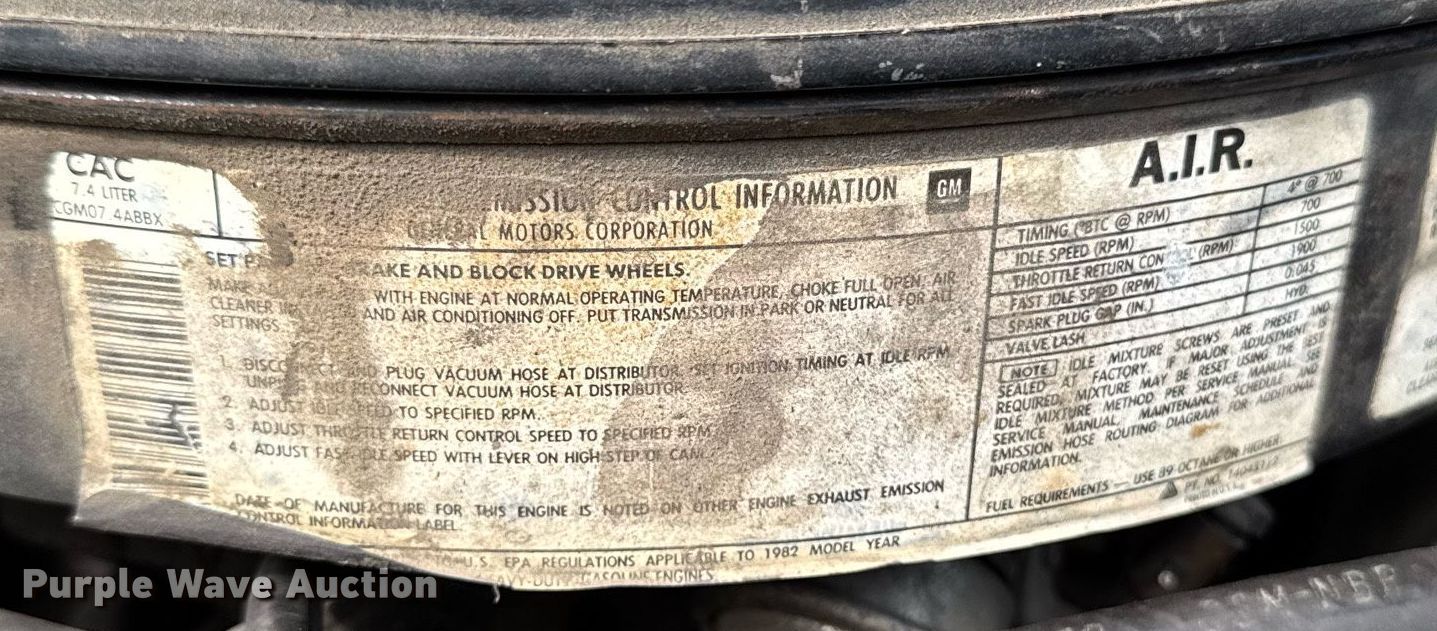 CAC
7.4 LITER
CGM07.4ABBX
MISSION CONTROL INFORMATION
GM
GENERAL MOTORS CORPORATION
SET
AKE AND BLOCK DRIVE WHEELS.
WITH ENGINE AT NORMAL OPERATING TEMPERATURE, CHOKE FULL OPEN, AIR
CLEANER AND AIR CONDITIONING OFF. PUT TRANSMISSION IN PARK OR NEUTRAL FOR ALL
SETTINGS.
1. DISCONNECT AND PLUG VACUUM HOSE AT DISTRIBUTOR. SET IGNITION TIMING AT IDLE RPM.
UNPLUG AND RECONNECT VACUUM HOSE AT DISTRIBUTOR.
2. ADJUST IDLE SPEED TO SPECIFIED RPM.
3. ADJUST THROTTLE RETURN CONTROL SPEED TO SPECIFIED RPM.
4. ADJUST FAST IDLE SPEED WITH LEVER ON HIGH STEP OF CAM.
DATE OF MANUFACTURE FOR THIS ENGINE IS NOTED ON OTHER ENGINE EXHAUST EMISSION
CONTROL INFORMATION LABEL
TO U.S. EPA REGULATIONS APPLICABLE TO 1982 MODEL YEAR
HEAVY-DUTY GASOLINE ENGINES
A.I.R.
TIMING (°BTC @ RPM) 4° @ 700
IDLE SPEED (RPM) 700
THROTTLE RETURN CONTROL (RPM) 1500
FAST IDLE SPEED (RPM) 1900
SPARK PLUG GAP (IN.) 0.045
VALVE LASH HYD.
NOTE IDLE MIXTURE SCREWS ARE PRESET AND
SEALED AT FACTORY. IF MAJOR ADJUSTMENT IS
REQUIRED, MIXTURE MAY BE RESET USING THE BEST
IDLE MIXTURE METHOD PER SERVICE MANUAL. SEE
SERVICE MANUAL, MAINTENANCE SCHEDULE AND
EMISSION HOSE ROUTING DIAGRAM FOR ADDITIONAL
INFORMATION.
FUEL REQUIREMENTS — USE 89 OCTANE OR HIGHER
PT. NO.
Purple Wave Auction